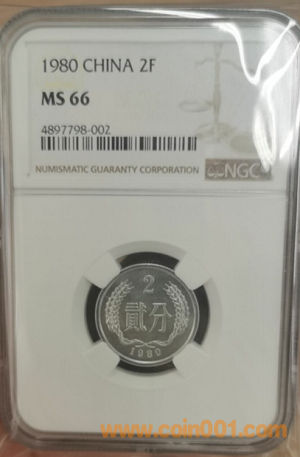 1980 CHINA 2F
MS 66
4897798-002
NUMISMATIC GUARANTY CORPORATION
NGC
2
贰分
1980
www.coin001.com